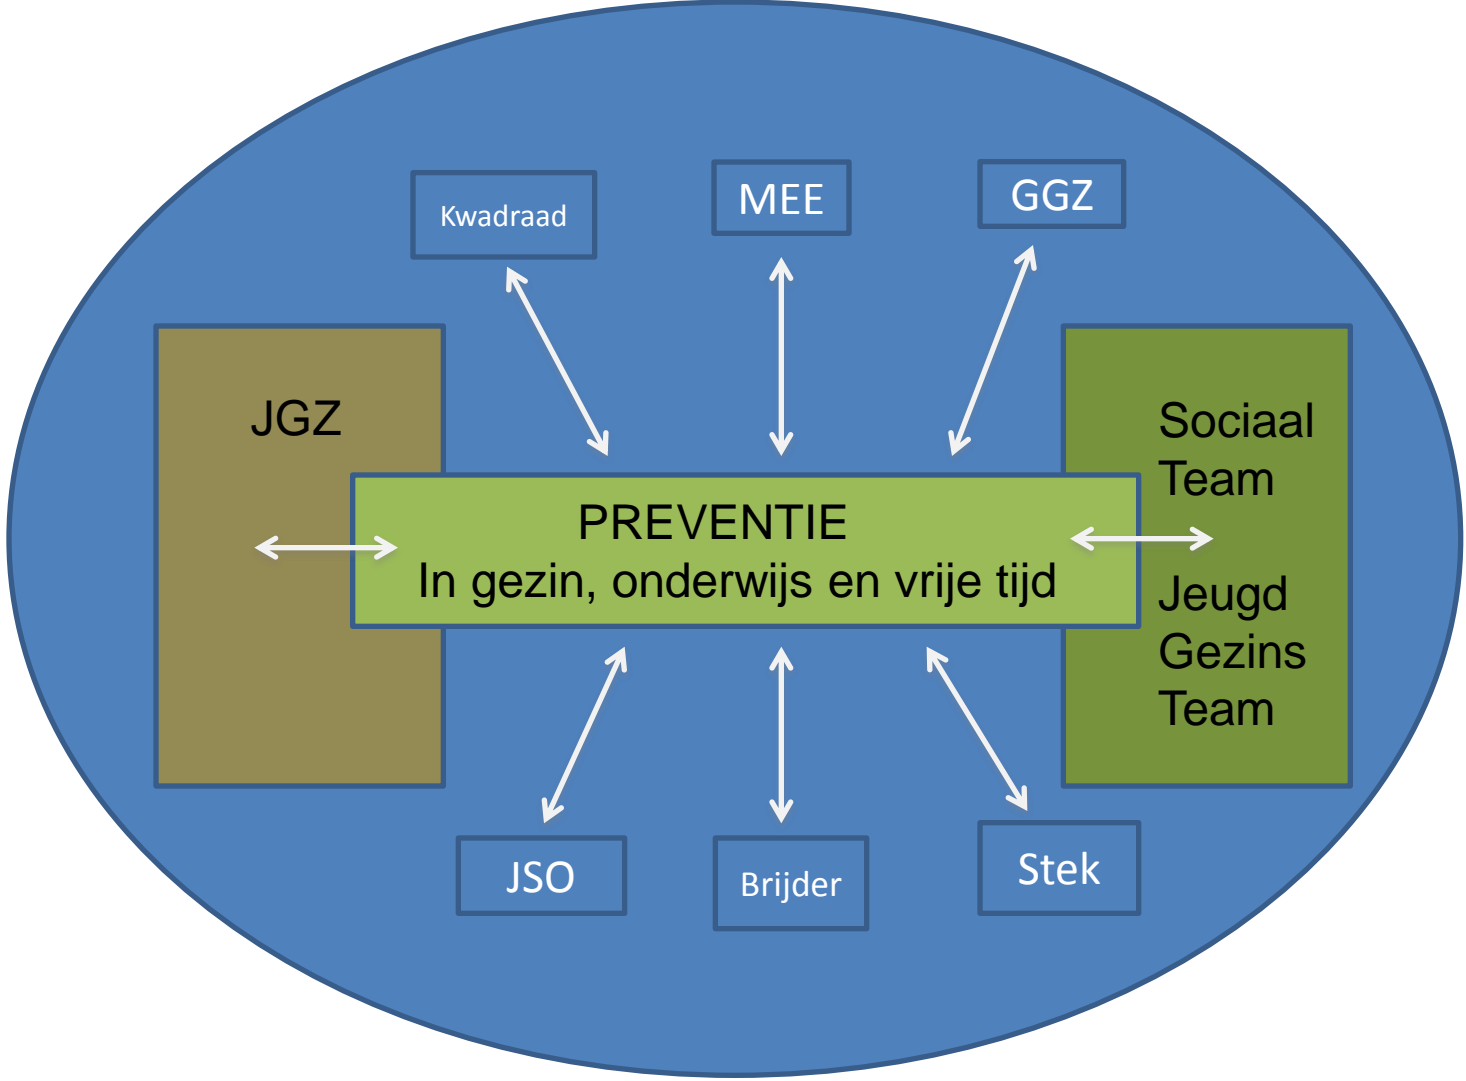 Kwadraad
MEE
GGZ
JGZ
Sociaal
Team
PREVENTIE
In gezin, onderwijs en vrije tijd
Jeugd
Gezins
Team
JSO
Brijder
Stek